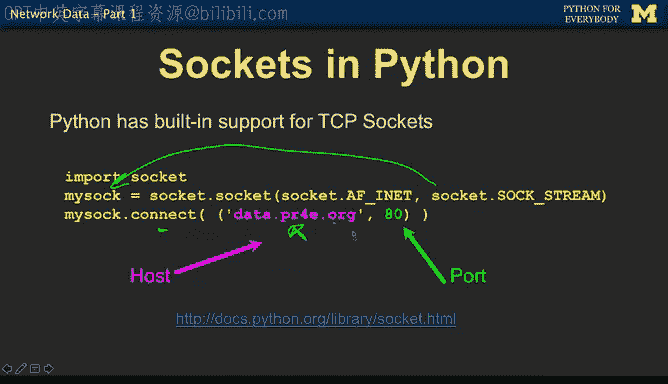 Network Data – Part 1
PYTHON FOR EVERYBODY
M
Sockets in Python
Python has built-in support for TCP Sockets
import socket
mysock = socket.socket(socket.AF_INET, socket.SOCK_STREAM)
mysock.connect( ('data.pr4e.org', 80) )
Host
Port
http://docs.python.org/library/socket.html